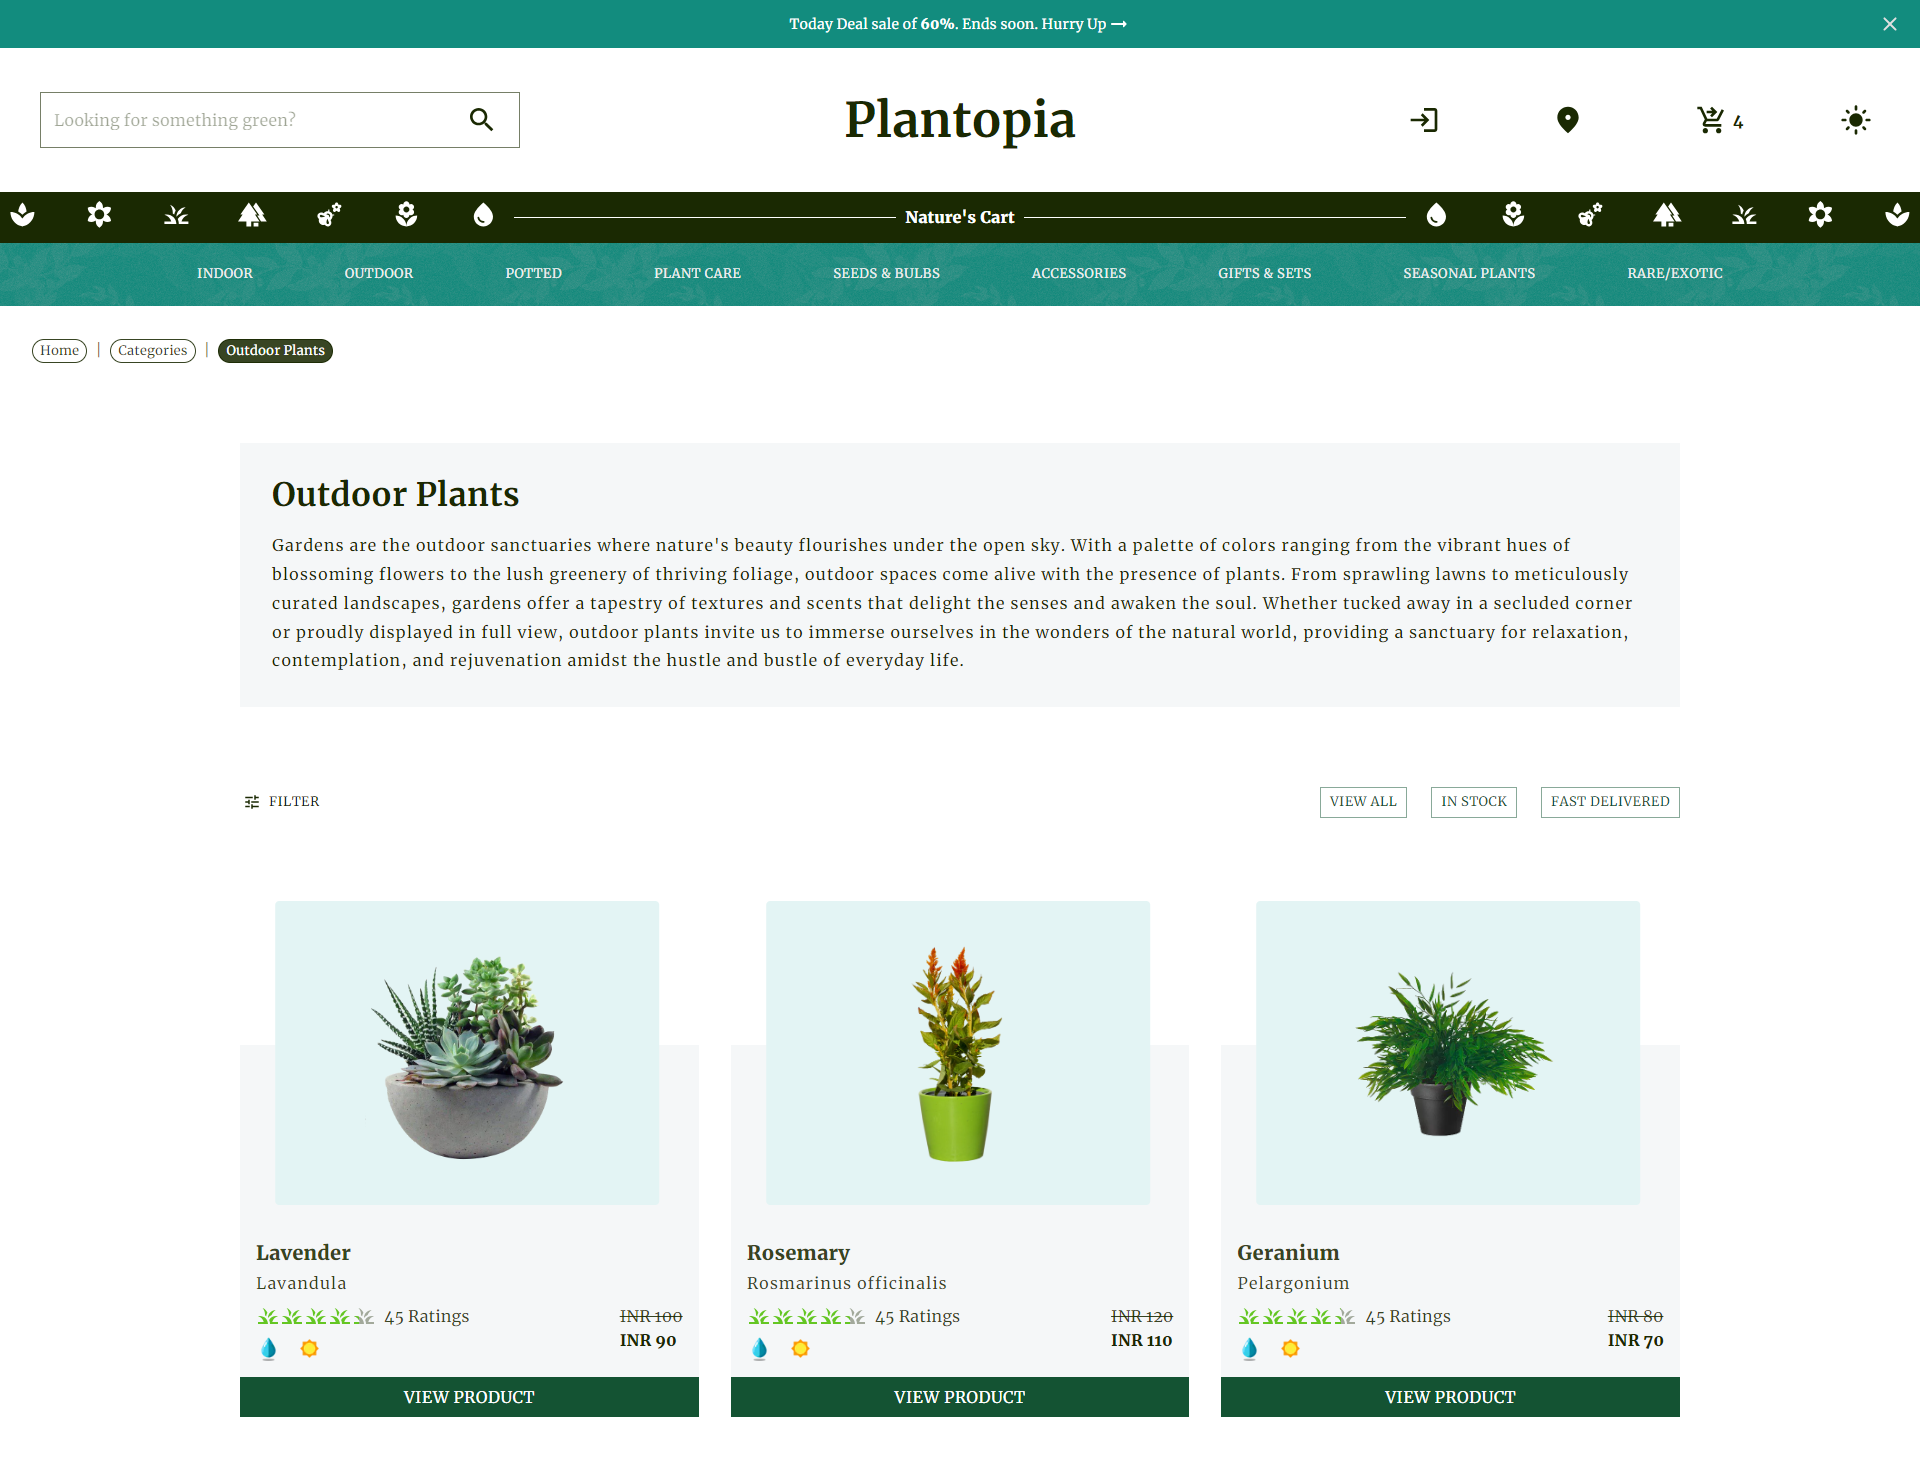 Today Deal sale of 60%. Ends soon. Hurry Up →
Looking for something green?
Plantopia
4
Nature's Cart
INDOOR OUTDOOR POTTED PLANT CARE SEEDS & BULBS ACCESSORIES GIFTS & SETS SEASONAL PLANTS RARE/EXOTIC
Home | Categories | Outdoor Plants
Outdoor Plants
Gardens are the outdoor sanctuaries where nature's beauty flourishes under the open sky. With a palette of colors ranging from the vibrant hues of
blossoming flowers to the lush greenery of thriving foliage, outdoor spaces come alive with the presence of plants. From sprawling lawns to meticulously
curated landscapes, gardens offer a tapestry of textures and scents that delight the senses and awaken the soul. Whether tucked away in a secluded corner
or proudly displayed in full view, outdoor plants invite us to immerse ourselves in the wonders of the natural world, providing a sanctuary for relaxation,
contemplation, and rejuvenation amidst the hustle and bustle of everyday life.
FILTER
VIEW ALL IN STOCK FAST DELIVERED
Lavender
Lavandula
45 Ratings INR 100
INR 90
VIEW PRODUCT
Rosemary
Rosmarinus officinalis
45 Ratings INR 120
INR 110
VIEW PRODUCT
Geranium
Pelargonium
45 Ratings INR 80
INR 70
VIEW PRODUCT